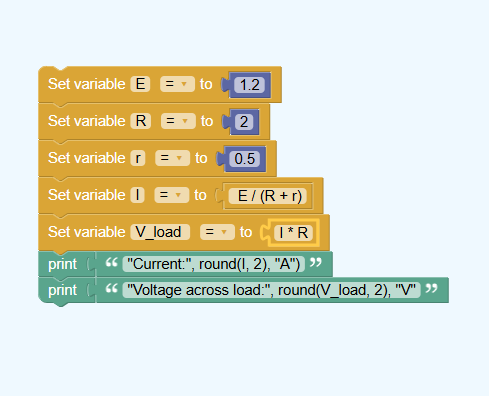 Set variable E = to 1.2
Set variable R = to 2
Set variable r = to 0.5
Set variable I = to E / (R + r)
Set variable V_load = to I * R
print “ "Current:", round(I, 2), "A") ”
print “ "Voltage across load:", round(V_load, 2), "V" ”